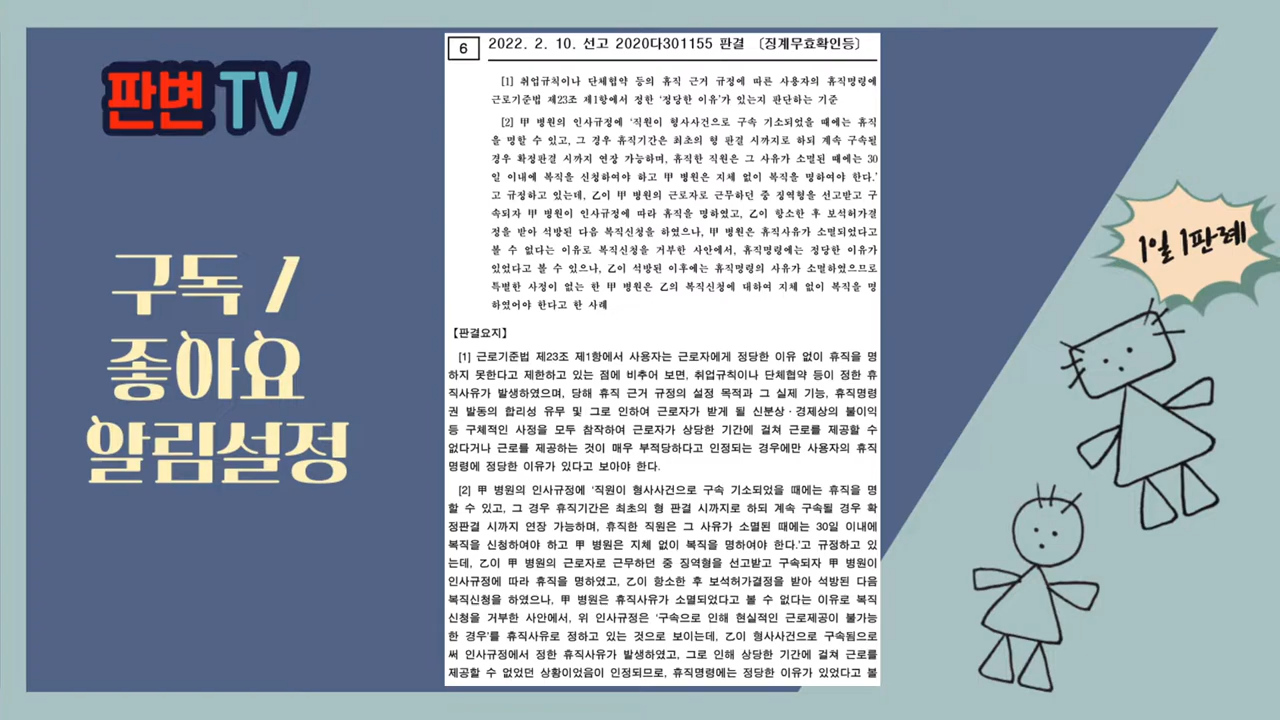 판변 TV
구독 /
좋아요
알림설정
6 2022. 2. 10. 선고 2020다301155 판결 〔징계무효확인등〕
[1] 취업규칙이나 단체협약 등의 휴직 근거 규정에 따른 사용자의 휴직명령에
근로기준법 제23조 제1항에서 정한 ‘정당한 이유’가 있는지 판단하는 기준
[2] 甲 병원의 인사규정에 ‘직원이 형사사건으로 구속 기소되었을 때에는 휴직
을 명할 수 있고, 그 경우 휴직기간은 최초의 형 판결 시까지로 하되 계속 구속될
경우 확정판결 시까지 연장 가능하며, 휴직한 직원은 그 사유가 소멸된 때에는 30
일 이내에 복직을 신청하여야 하고 甲 병원은 지체 없이 복직을 명하여야 한다.’
고 규정하고 있는데, 乙이 甲 병원의 근로자로 근무하던 중 징역형을 선고받고 구
속되자 甲 병원이 인사규정에 따라 휴직을 명하였고, 乙이 항소한 후 보석허가결
정을 받아 석방된 다음 복직신청을 하였으나, 甲 병원은 휴직사유가 소멸되었다고
볼 수 없다는 이유로 복직신청을 거부한 사안에서, 휴직명령에는 정당한 이유가
있었다고 볼 수 있으나, 乙이 석방된 이후에는 휴직명령의 사유가 소멸하였으므로
특별한 사정이 없는 한 甲 병원은 乙의 복직신청에 대하여 지체 없이 복직을 명
하였어야 한다고 한 사례
【판결요지】
[1] 근로기준법 제23조 제1항에서 사용자는 근로자에게 정당한 이유 없이 휴직을 명
하지 못한다고 제한하고 있는 점에 비추어 보면, 취업규칙이나 단체협약 등이 정한 휴
직사유가 발생하였으며, 당해 휴직 근거 규정의 설정 목적과 그 실제 기능, 휴직명령
권 발동의 합리성 유무 및 그로 인하여 근로자가 받게 될 신분상·경제상의 불이익
등 구체적인 사정을 모두 참작하여 근로자가 상당한 기간에 걸쳐 근로를 제공할 수
없다거나 근로를 제공하는 것이 매우 부적당하다고 인정되는 경우에만 사용자의 휴직
명령에 정당한 이유가 있다고 보아야 한다.
[2] 甲 병원의 인사규정에 ‘직원이 형사사건으로 구속 기소되었을 때에는 휴직을 명
할 수 있고, 그 경우 휴직기간은 최초의 형 판결 시까지로 하되 계속 구속될 경우 확
정판결 시까지 연장 가능하며, 휴직한 직원은 그 사유가 소멸된 때에는 30일 이내에
복직을 신청하여야 하고 甲 병원은 지체 없이 복직을 명하여야 한다.’고 규정하고 있
는데, 乙이 甲 병원의 근로자로 근무하던 중 징역형을 선고받고 구속되자 甲 병원이
인사규정에 따라 휴직을 명하였고, 乙이 항소한 후 보석허가결정을 받아 석방된 다음
복직신청을 하였으나, 甲 병원은 휴직사유가 소멸되었다고 볼 수 없다는 이유로 복직
신청을 거부한 사안에서, 위 인사규정은 ‘구속으로 인해 현실적인 근로제공이 불가능
한 경우’를 휴직사유로 정하고 있는 것으로 보이는데, 乙이 형사사건으로 구속됨으로
써 인사규정에서 정한 휴직사유가 발생하였고, 그로 인해 상당한 기간에 걸쳐 근로를
제공할 수 없었던 상황이었음이 인정되므로, 휴직명령에는 정당한 이유가 있었다고 볼
1일 1판례